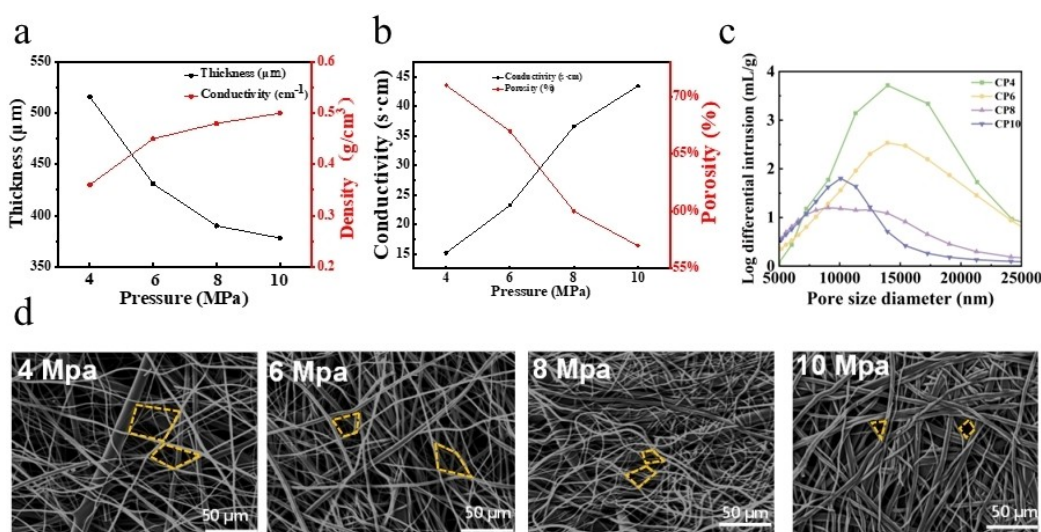 a
550
500
450
400
350
Thickness (µm)
4 6 8 10
Pressure (MPa)
Thickness (µm)
Conductivity (cm⁻¹)
0.6
0.5
0.4
0.3
0.2
Density (g/cm³)
b
45
40
35
30
25
20
15
Conductivity (s·cm)
4 6 8 10
Pressure (MPa)
Conductivity (s·cm)
Porosity (%)
70%
65%
60%
55%
Porosity (%)
c
4
3
2
1
0
Log differential intrusion (mL/g)
5000 10000 15000 20000 25000
Pore size diameter (nm)
CP4
CP6
CP8
CP10
d
4 Mpa
50 µm
6 Mpa
50 µm
8 Mpa
50 µm
10 Mpa
50 µm